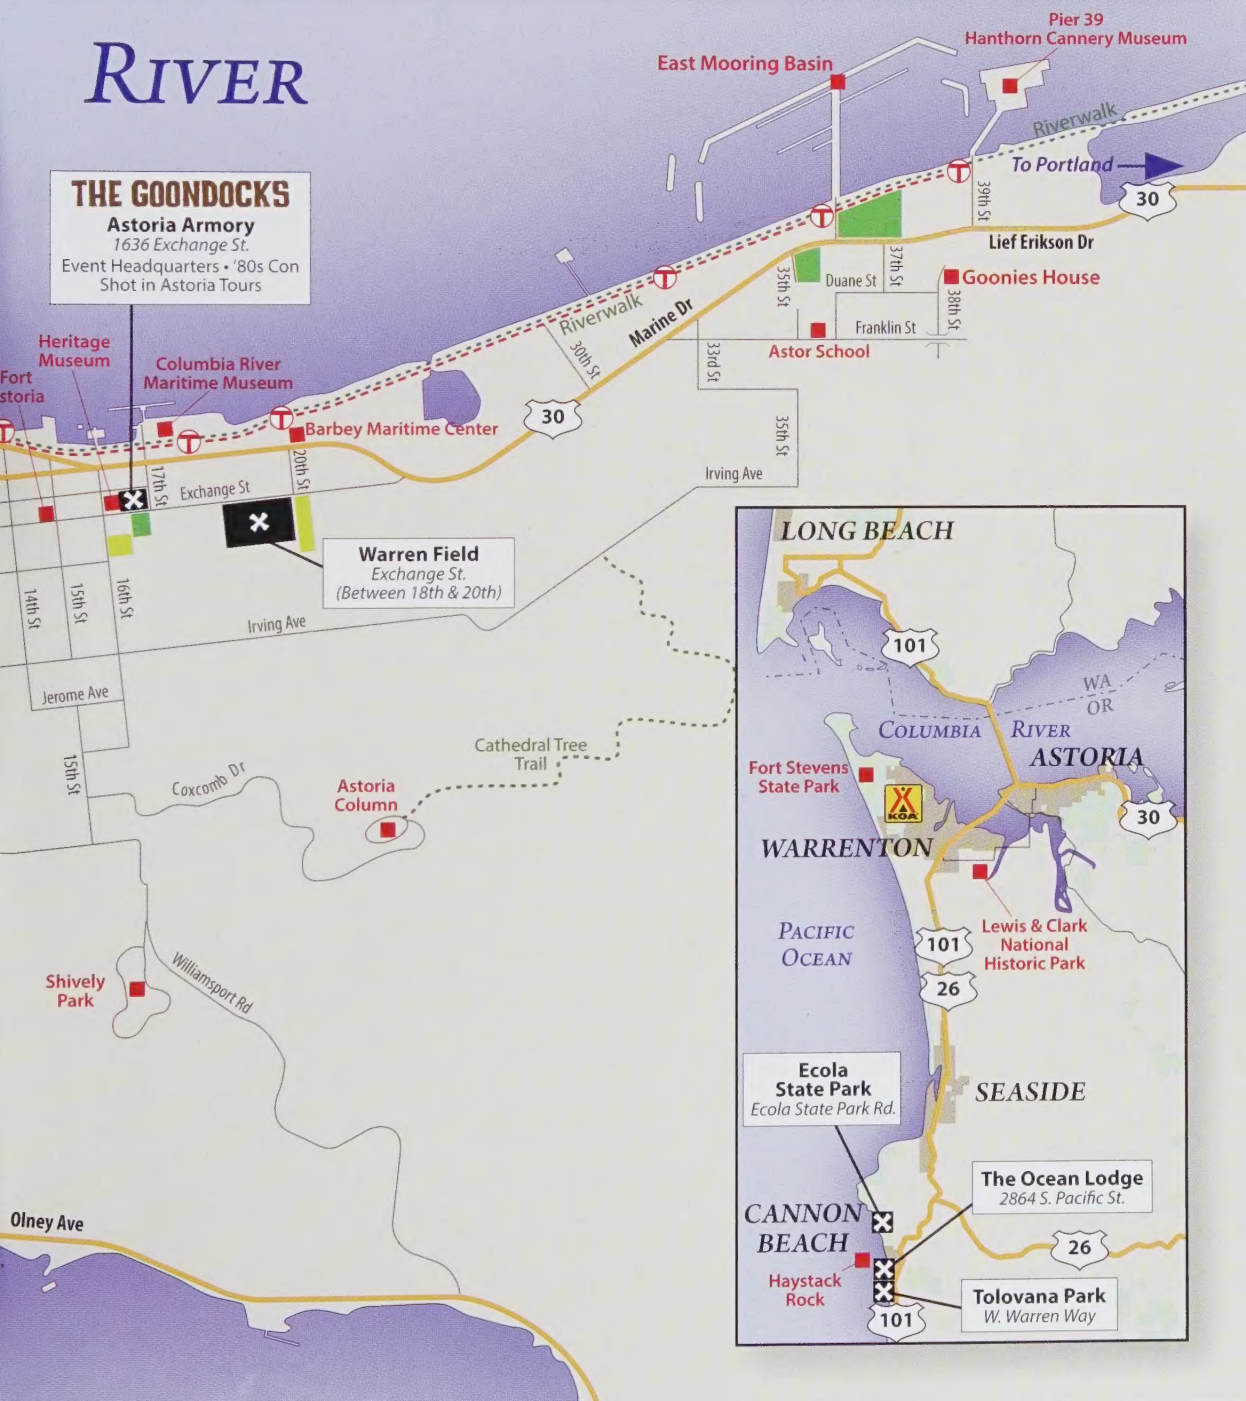 RIVER
Pier 39
Hanthorn Cannery Museum
East Mooring Basin
Riverwalk
To Portland
T
39th St
30
Lief Erikson Dr
THE GOONDOCKS
Astoria Armory
1636 Exchange St.
Event Headquarters • '80s Con
Shot in Astoria Tours
T
T
37th St
35th St
Duane St
Goonies House
38th St
Riverwalk
Marine Dr
Franklin St
Astor School
30th St
33rd St
Heritage
Museum
Columbia River
Maritime Museum
Fort
storia
30
T
T
T
Barbey Maritime Center
35th St
20th St
17th St
Exchange St
Irving Ave
Warren Field
Exchange St.
(Between 18th & 20th)
14th St
15th St
16th St
Irving Ave
Jerome Ave
15th St
Cathedral Tree
Trail
Coxcomb Dr
Astoria
Column
Shively
Park
Williamsport Rd
Olney Ave
LONG BEACH
101
WA
OR
COLUMBIA RIVER
ASTORIA
Fort Stevens
State Park
KOA
30
WARRENTON
Lewis & Clark
National
Historic Park
PACIFIC
OCEAN
101
26
Ecola
State Park
Ecola State Park Rd.
SEASIDE
The Ocean Lodge
2864 S. Pacific St.
CANNON
BEACH
26
Haystack
Rock
Tolovana Park
W. Warren Way
101